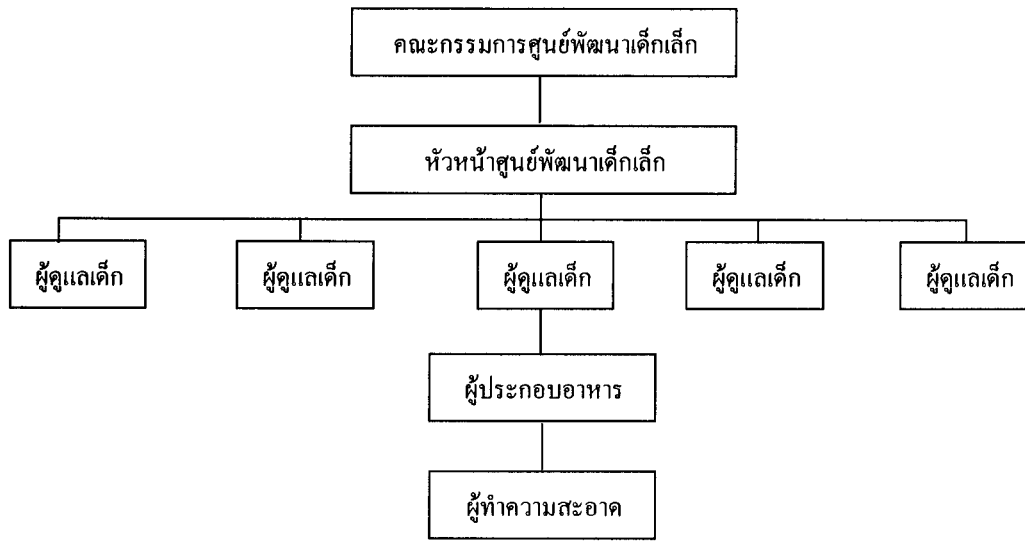 คณะกรรมการศูนย์พัฒนาเด็กเล็ก
หัวหน้าศูนย์พัฒนาเด็กเล็ก
ผู้ดูแลเด็ก
ผู้ดูแลเด็ก
ผู้ดูแลเด็ก
ผู้ดูแลเด็ก
ผู้ดูแลเด็ก
ผู้ประกอบอาหาร
ผู้ทำความสะอาด